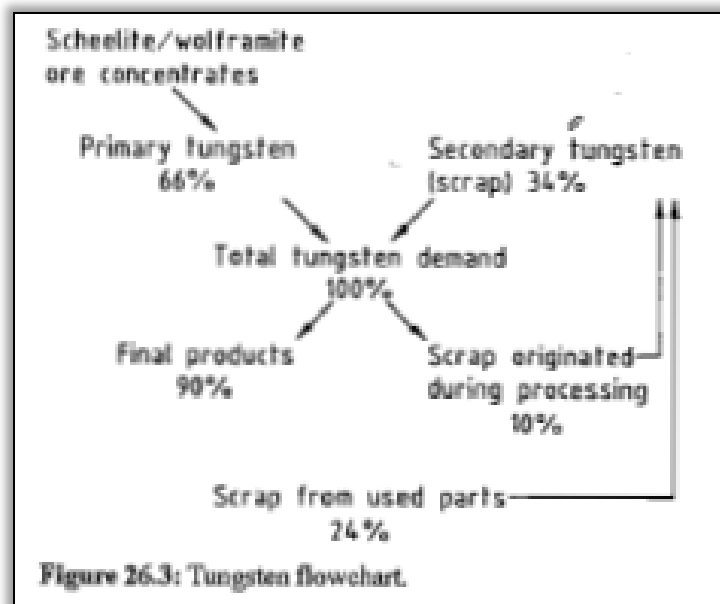 Scheelite/wolframite
ore concentrates
Primary tungsten
66%
Secondary tungsten
(scrap) 34%
Total tungsten demand
100%
Final products
90%
Scrap originated
during processing
10%
Scrap from used parts
24%
Figure 26.3: Tungsten flowchart.